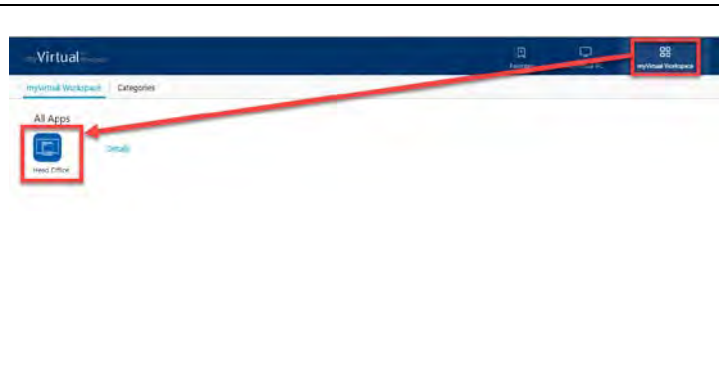 myVirtual
myVirtual Workspace
myVirtual Workspace Categories
All Apps
Details
Head Office